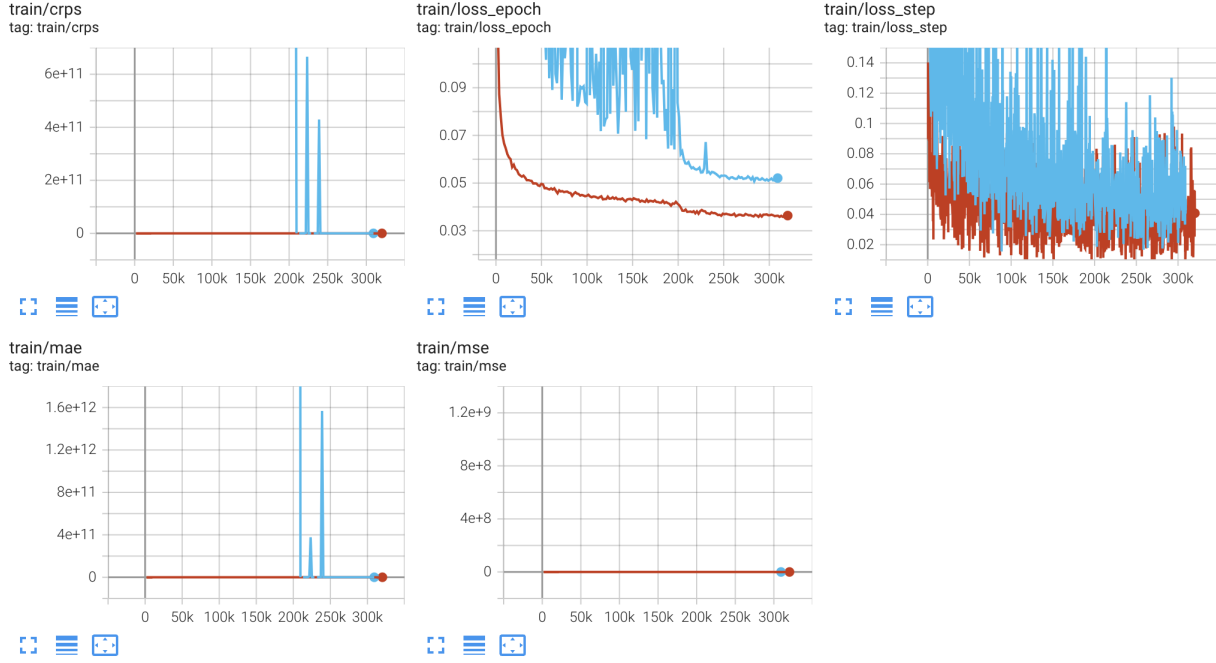 train/crps
tag: train/crps
6e+11
4e+11
2e+11
0
0 50k 100k 150k 200k 250k 300k
train/loss_epoch
tag: train/loss_epoch
0.09
0.07
0.05
0.03
0 50k 100k 150k 200k 250k 300k
train/loss_step
tag: train/loss_step
0.14
0.12
0.1
0.08
0.06
0.04
0.02
0 50k 100k 150k 200k 250k 300k
train/mae
tag: train/mae
1.6e+12
1.2e+12
8e+11
4e+11
0
0 50k 100k 150k 200k 250k 300k
train/mse
tag: train/mse
1.2e+9
8e+8
4e+8
0
0 50k 100k 150k 200k 250k 300k